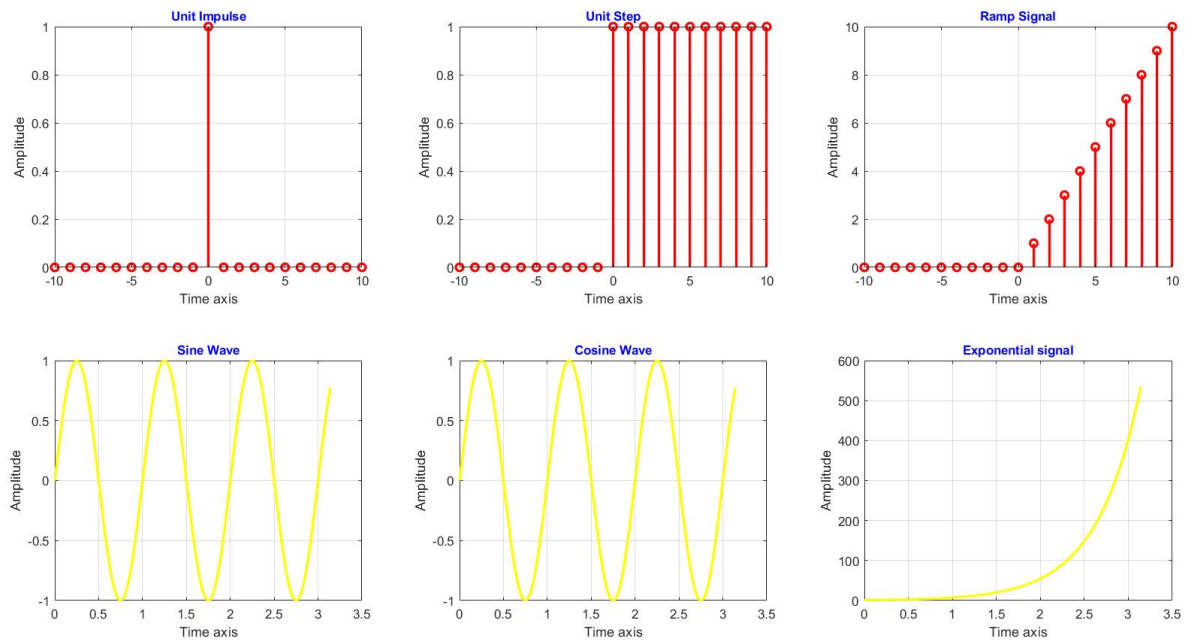 Unit Impulse
1
0.8
0.6
0.4
0.2
0
Amplitude
-10 -5 0 5 10
Time axis
Unit Step
1
0.8
0.6
0.4
0.2
0
Amplitude
-10 -5 0 5 10
Time axis
Ramp Signal
10
8
6
4
2
0
Amplitude
-10 -5 0 5 10
Time axis
Sine Wave
1
0.5
0
-0.5
-1
Amplitude
0 0.5 1 1.5 2 2.5 3 3.5
Time axis
Cosine Wave
1
0.5
0
-0.5
-1
Amplitude
0 0.5 1 1.5 2 2.5 3 3.5
Time axis
Exponential signal
600
500
400
300
200
100
0
Amplitude
0 0.5 1 1.5 2 2.5 3 3.5
Time axis